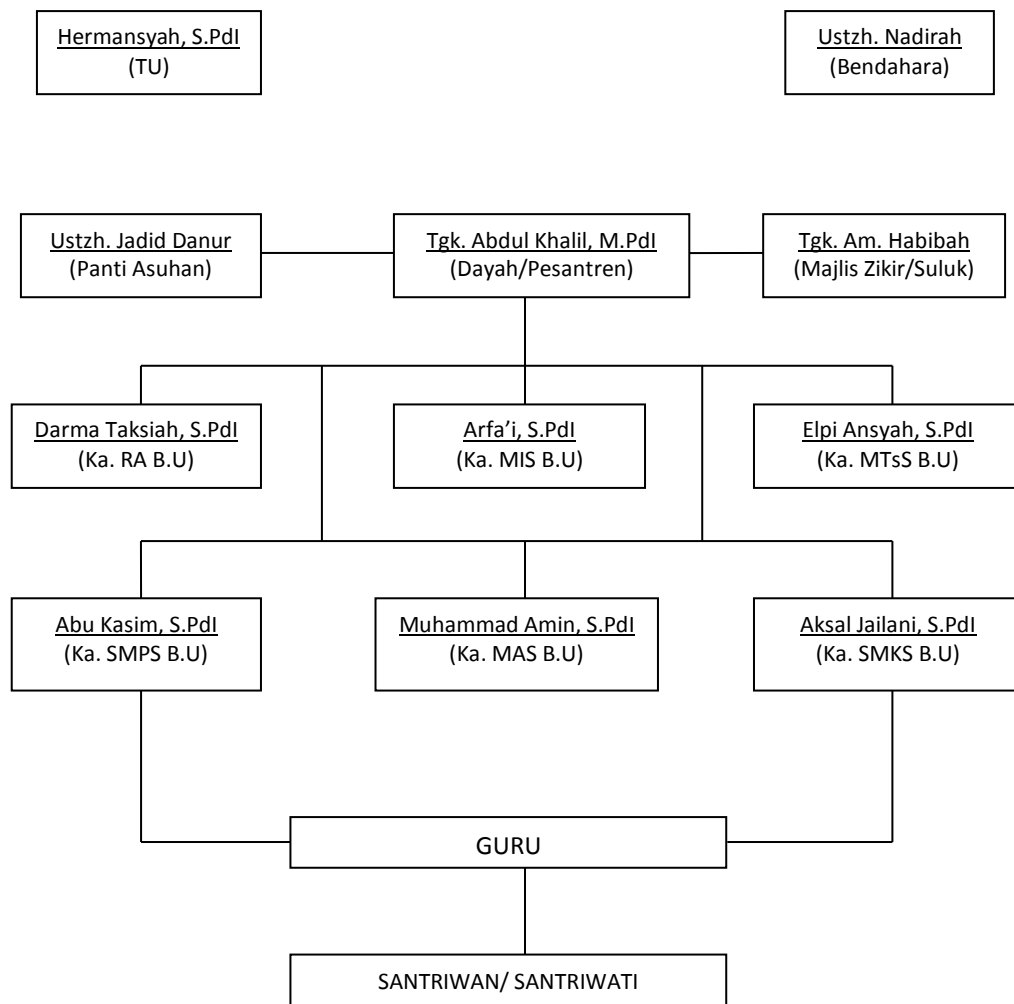 Hermansyah, S.PdI
(TU)
Ustzh. Nadirah
(Bendahara)
Ustzh. Jadid Danur
(Panti Asuhan)
Tgk. Abdul Khalil, M.PdI
(Dayah/Pesantren)
Tgk. Am. Habibah
(Majlis Zikir/Suluk)
Darma Taksiah, S.PdI
(Ka. RA B.U)
Arfa’i, S.PdI
(Ka. MIS B.U)
Elpi Ansyah, S.PdI
(Ka. MTsS B.U)
Abu Kasim, S.PdI
(Ka. SMPS B.U)
Muhammad Amin, S.PdI
(Ka. MAS B.U)
Aksal Jailani, S.PdI
(Ka. SMKS B.U)
GURU
SANTRIWAN/ SANTRIWATI